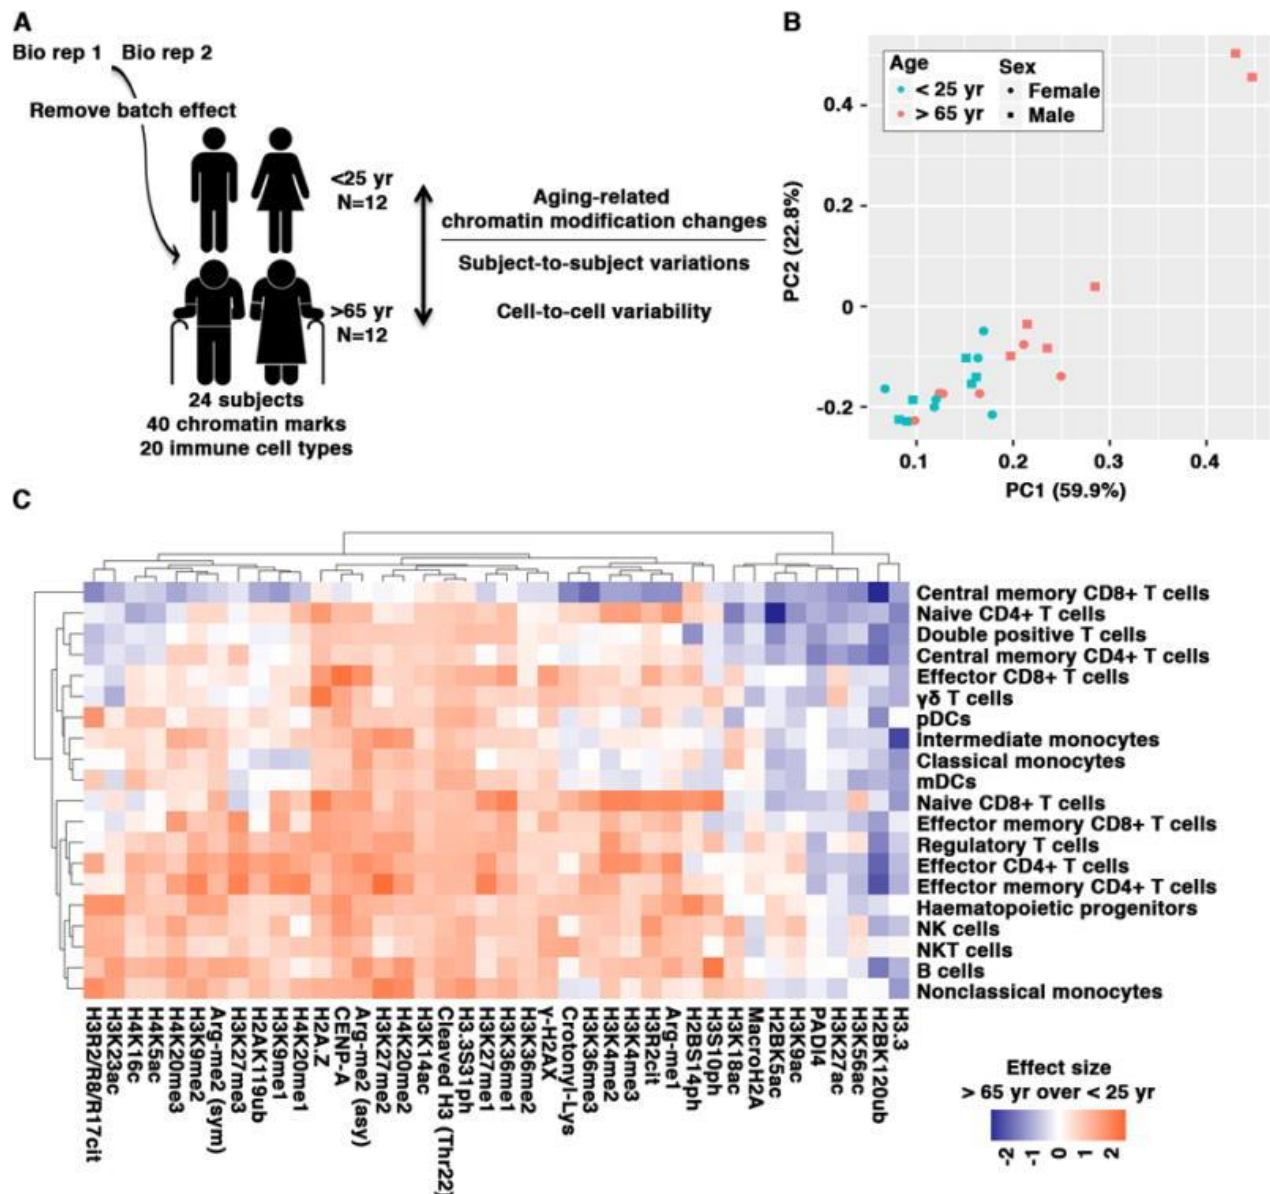 A
Bio rep 1 Bio rep 2
Remove batch effect
<25 yr
N=12
>65 yr
N=12
Aging-related
chromatin modification changes
Subject-to-subject variations
Cell-to-cell variability
24 subjects
40 chromatin marks
20 immune cell types
B
Age
< 25 yr
> 65 yr
Sex
Female
Male
PC2 (22.8%)
0.4
0.2
0
-0.2
0.1
0.2
0.3
0.4
PC1 (59.9%)
C
Central memory CD8+ T cells
Naive CD4+ T cells
Double positive T cells
Central memory CD4+ T cells
Effector CD8+ T cells
γδ T cells
pDCs
Intermediate monocytes
Classical monocytes
mDCs
Naive CD8+ T cells
Effector memory CD8+ T cells
Regulatory T cells
Effector CD4+ T cells
Effector memory CD4+ T cells
Haematopoietic progenitors
NK cells
NKT cells
B cells
Nonclassical monocytes
H3R2/R8/R17cit
H3K23ac
H4K16c
H4K5ac
H4K20me3
H3K9me2
Arg-me2 (sym)
H3K27me3
H2AK119ub
H3K9me1
H4K20me1
H2A.Z
CENP-A
Arg-me2 (asy)
H3K27me2
H4K20me2
H3K14ac
Cleaved H3 (Thr22)
H3.3S31ph
H3K27me1
H3K36me1
H3K36me2
γ-H2AX
Crotonyl-Lys
H3K36me3
H3K4me2
H3K4me3
H3R2cit
Arg-me1
H2BS14ph
H3S10ph
H3K18ac
MacroH2A
H2BK5ac
H3K9ac
PADI4
H3K27ac
H3K56ac
H2BK120ub
H3.3
Effect size
> 65 yr over < 25 yr
-2
-1
0
1
2